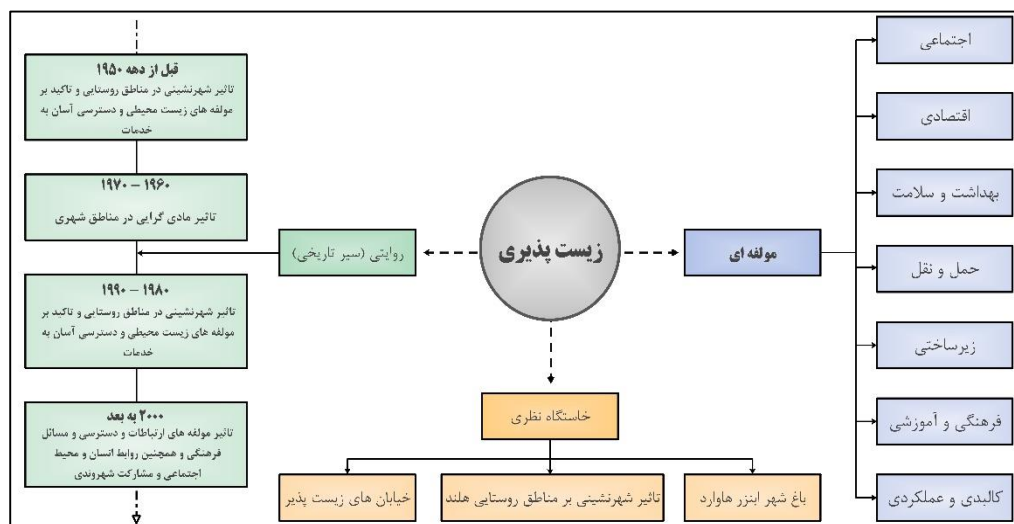 اجتماعی
اقتصادی
بهداشت و سلامت
حمل و نقل
زیرساختی
فرهنگی و آموزشی
کالبدی و عملکردی
مولفه ای
زیست پذیری
روایتی (سیر تاریخی)
قبل از دهه ۱۹۵۰
تاثیر شهرنشینی در مناطق روستایی و تاکید بر
مولفه های زیست محیطی و دسترسی آسان به
خدمات
۱۹۶۰ – ۱۹۷۰
تاثیر مادی گرایی در مناطق شهری
۱۹۸۰ – ۱۹۹۰
تاثیر شهرنشینی در مناطق روستایی و تاکید بر
مولفه های زیست محیطی و دسترسی آسان به
خدمات
۲۰۰۰ به بعد
تاثیر مولفه های ارتباطات و دسترسی و مسائل
فرهنگی و همچنین روابط انسان و محیط
اجتماعی و مشارکت شهروندی
خاستگاه نظری
باغ شهر ابنزر هاوارد
تاثیر شهرنشینی بر مناطق روستایی هلند
خیابان های زیست پذیر